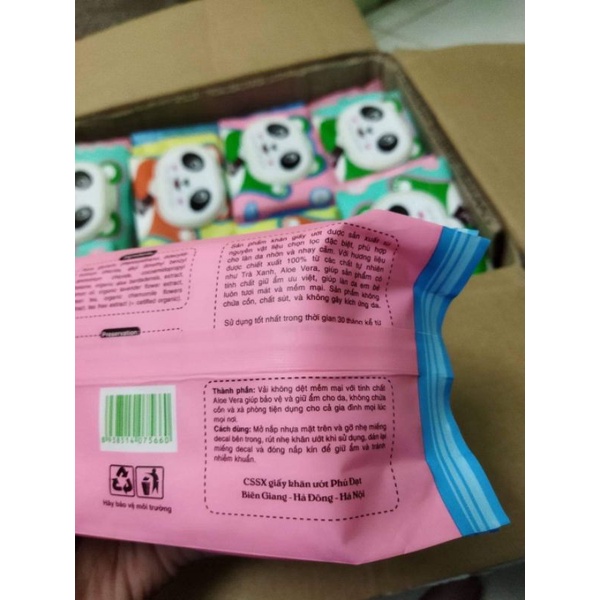 Sản phẩm khăn giấy ướt được sản xuất từ
nguyên vật liệu chọn lọc đặc biệt, phù hợp
cho làn da nhờn và nhạy cảm. Với hương liệu
được chiết xuất 100% từ các chất tự nhiên
như Trà Xanh, Aloe Vera, giúp sản phẩm có
tính chất giữ ẩm ưu việt, giúp làn da em bé
luôn tươi mát và mềm mại. Sản phẩm không
chứa cồn, chất sút, và không gây kích ứng da.
Sử dụng tốt nhất trong thời gian 30 tháng kể từ
Preservation
Thành phần: Vải không dệt mềm mại với tính chất
Aloe Vera giúp bảo vệ và giữ ẩm cho da, không chứa
cồn và xà phòng tiện dụng cho cả gia đình mọi lúc
mọi nơi.
Cách dùng: Mở nắp nhựa mặt trên và gỡ nhẹ miếng
decal bên trong, rút nhẹ khăn ướt khi sử dụng, dán lại
miếng decal và đóng nắp kín để giữ ẩm và tránh
nhiễm khuẩn.
8938514075660
Hãy bảo vệ môi trường
CSSX giấy khăn ướt Phú Đạt
Biên Giang - Hà Đông - Hà Nội